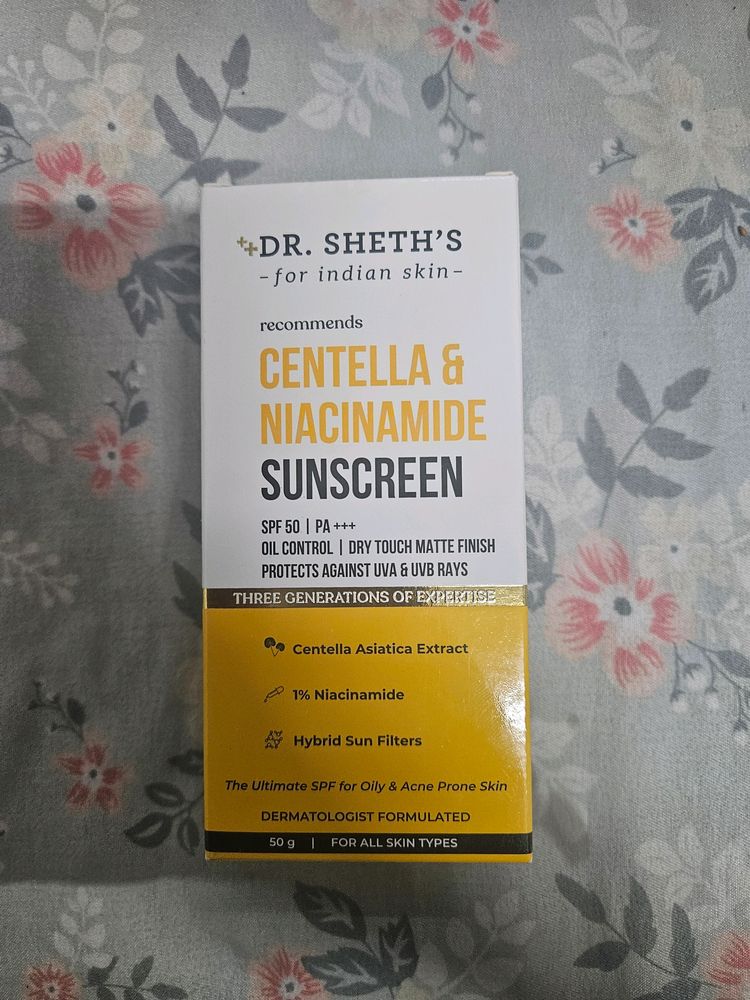 DR. SHETH'S
-for indian skin-
recommends
CENTELLA &
NIACINAMIDE
SUNSCREEN
SPF 50 | PA +++
OIL CONTROL | DRY TOUCH MATTE FINISH
PROTECTS AGAINST UVA & UVB RAYS
THREE GENERATIONS OF EXPERTISE
Centella Asiatica Extract
1% Niacinamide
Hybrid Sun Filters
The Ultimate SPF for Oily & Acne Prone Skin
DERMATOLOGIST FORMULATED
50 g | FOR ALL SKIN TYPES